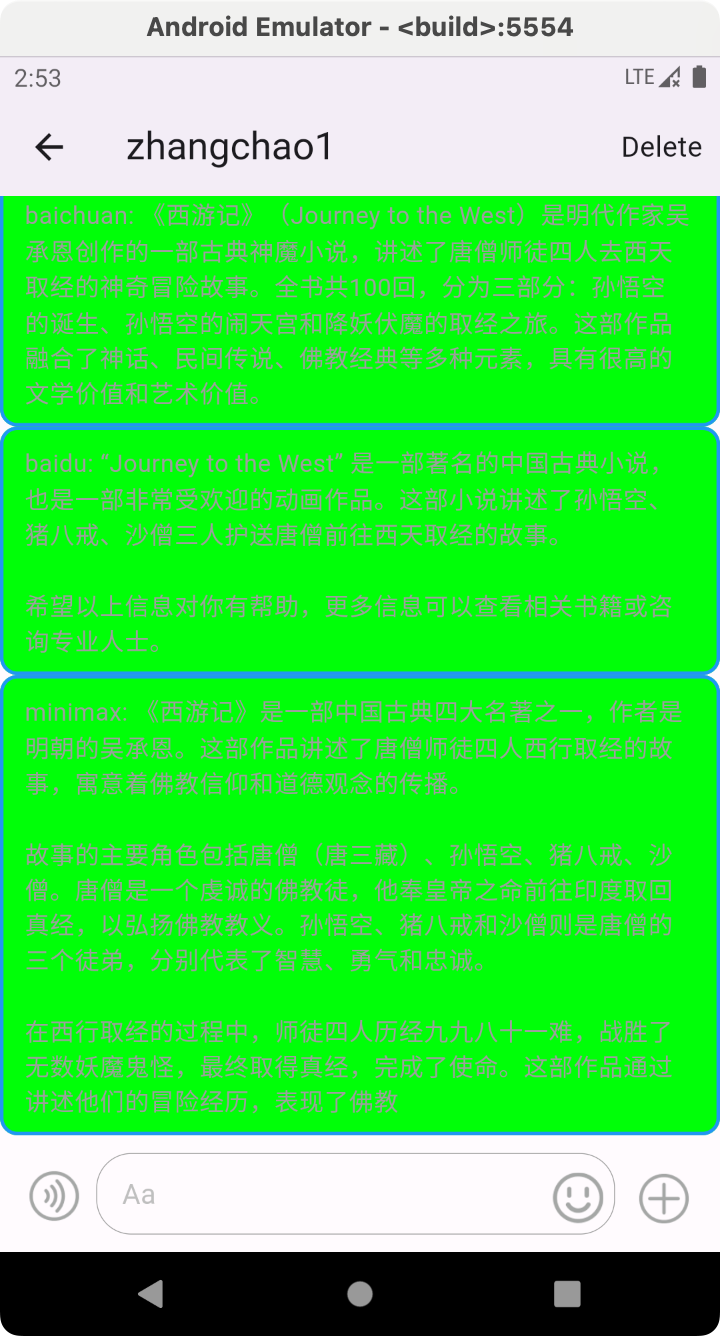 Android Emulator - <build>:5554
2:53
LTE
zhangchao1
Delete
baichuan: 《西游记》（Journey to the West）是明代作家吴
承恩创作的一部古典神魔小说，讲述了唐僧师徒四人去西天
取经的神奇冒险故事。全书共100回，分为三部分：孙悟空
的诞生、孙悟空的闹天宫和降妖伏魔的取经之旅。这部作品
融合了神话、民间传说、佛教经典等多种元素，具有很高的
文学价值和艺术价值。
baidu: “Journey to the West” 是一部著名的中国古典小说，
也是一部非常受欢迎的动画作品。这部小说讲述了孙悟空、
猪八戒、沙僧三人护送唐僧前往西天取经的故事。
希望以上信息对你有帮助，更多信息可以查看相关书籍或咨
询专业人士。
minimax: 《西游记》是一部中国古典四大名著之一，作者是
明朝的吴承恩。这部作品讲述了唐僧师徒四人西行取经的故
事，寓意着佛教信仰和道德观念的传播。
故事的主要角色包括唐僧（唐三藏）、孙悟空、猪八戒、沙
僧。唐僧是一个虔诚的佛教徒，他奉皇帝之命前往印度取回
真经，以弘扬佛教教义。孙悟空、猪八戒和沙僧则是唐僧的
三个徒弟，分别代表了智慧、勇气和忠诚。
在西行取经的过程中，师徒四人历经九九八十一难，战胜了
无数妖魔鬼怪，最终取得真经，完成了使命。这部作品通过
讲述他们的冒险经历，表现了佛教
Aa